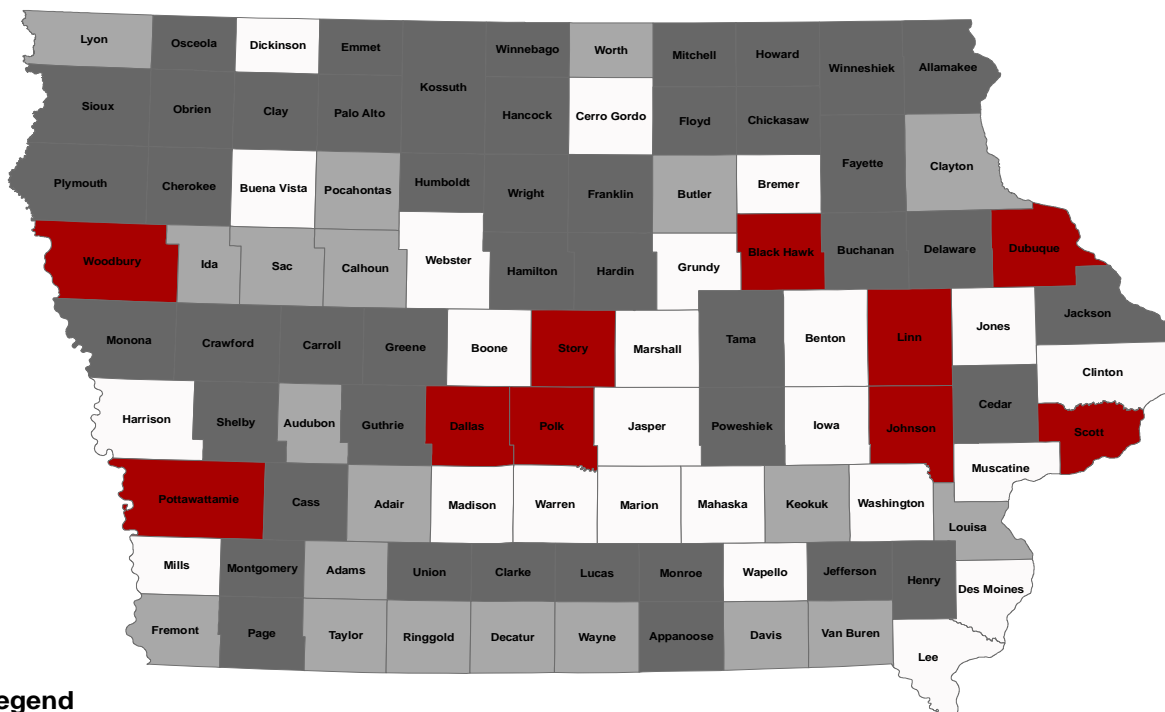 Lyon
Osceola
Dickinson
Emmet
Kossuth
Winnebago
Worth
Mitchell
Howard
Winneshiek
Allamakee
Sioux
Obrien
Clay
Palo Alto
Hancock
Cerro Gordo
Floyd
Chickasaw
Fayette
Clayton
Plymouth
Cherokee
Buena Vista
Pocahontas
Humboldt
Wright
Franklin
Butler
Bremer
Woodbury
Ida
Sac
Calhoun
Webster
Hamilton
Hardin
Grundy
Black Hawk
Buchanan
Delaware
Dubuque
Monona
Crawford
Carroll
Greene
Boone
Story
Marshall
Tama
Benton
Linn
Jones
Jackson
Clinton
Harrison
Shelby
Audubon
Guthrie
Dallas
Polk
Jasper
Poweshiek
Iowa
Johnson
Cedar
Scott
Muscatine
Pottawattamie
Cass
Adair
Madison
Warren
Marion
Mahaska
Keokuk
Washington
Louisa
Mills
Montgomery
Adams
Union
Clarke
Lucas
Monroe
Wapello
Jefferson
Henry
Des Moines
Fremont
Page
Taylor
Ringgold
Decatur
Wayne
Appanoose
Davis
Van Buren
Lee
egend